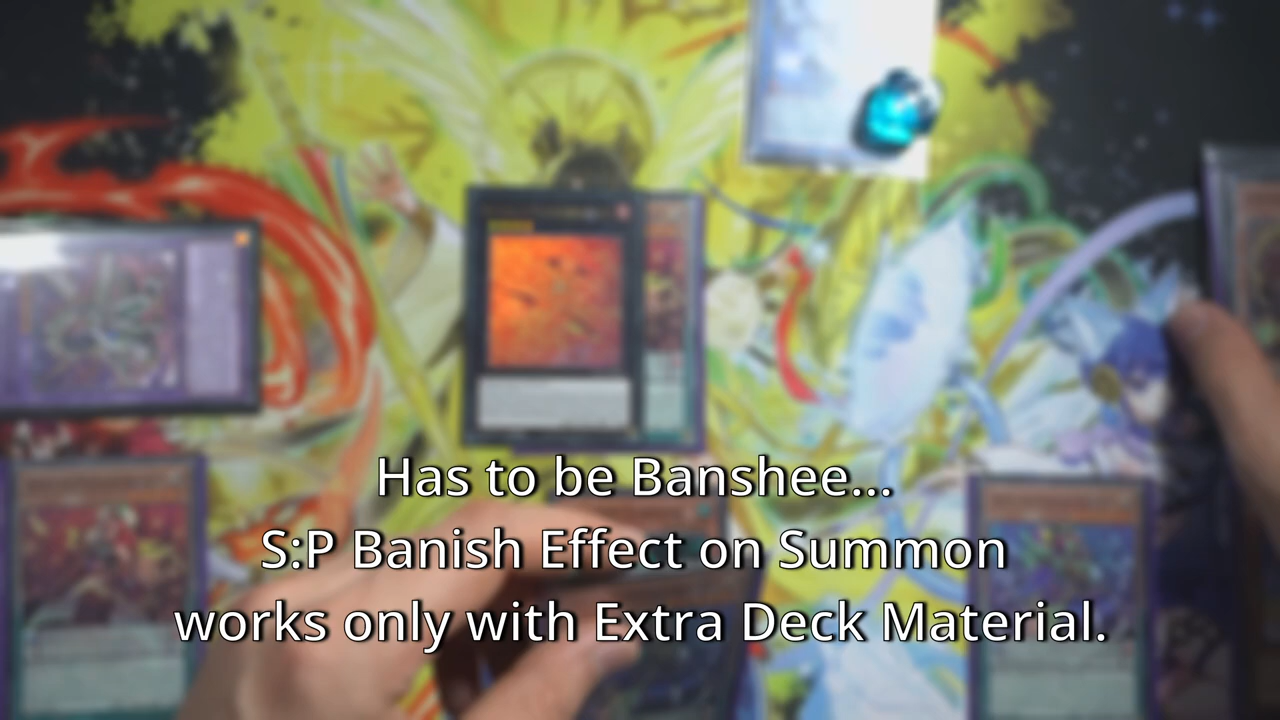 Has to be Banshee...
S:P Banish Effect on Summon
works only with Extra Deck Material.